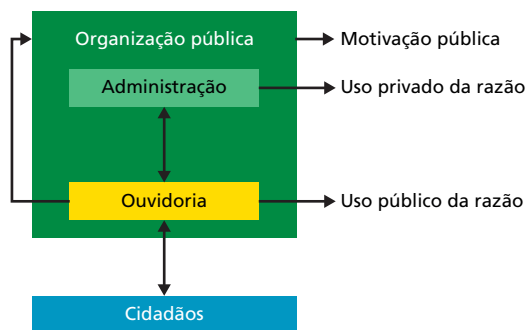 Organização pública
Motivação pública
Administração
Uso privado da razão
Ouvidoria
Uso público da razão
Cidadãos